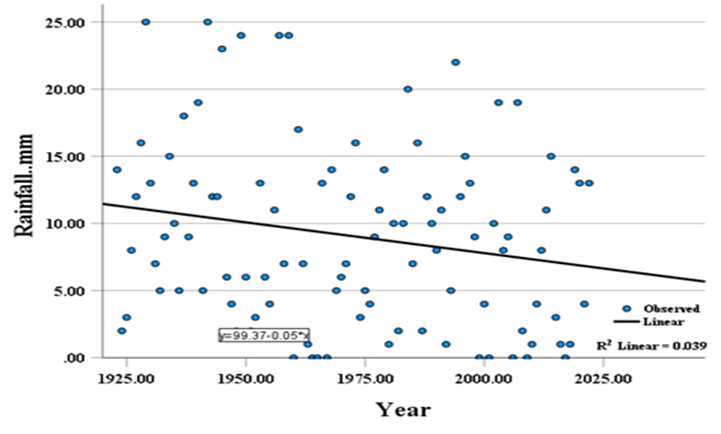 25.00
20.00
15.00
10.00
5.00
.00
Rainfall..mm
y=99.37-0.05*x
Observed
Linear
R² Linear = 0.039
1925.00 1950.00 1975.00 2000.00 2025.00
Year